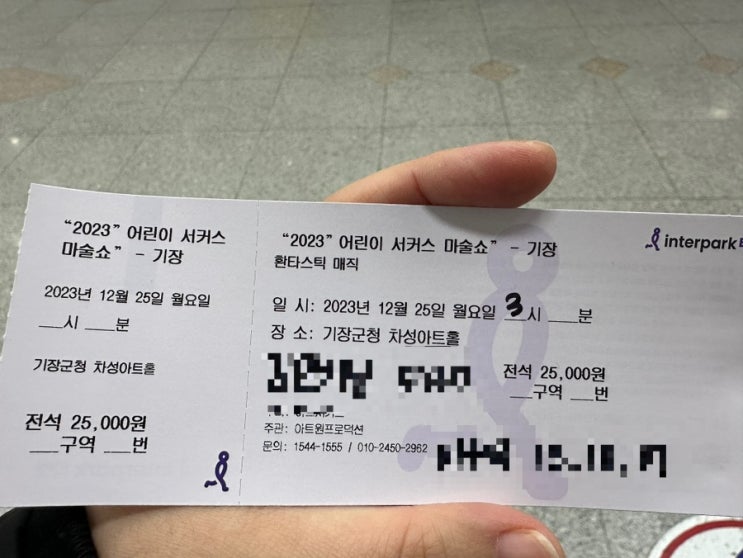 “2023” 어린이 서커스
마술쇼” - 기장
2023년 12월 25일 월요일
__시 __분
기장군청 차성아트홀
전석 25,000원
__구역 __번
“2023” 어린이 서커스 마술쇼” - 기장
환타스틱 매직
interpark
일 시: 2023년 12월 25일 월요일 3시 __분
장 소: 기장군청 차성아트홀
전석 25,000원
__구역 __번
주관: 아트원프로덕션
문의: 1544-1555 / 010-2450-2962